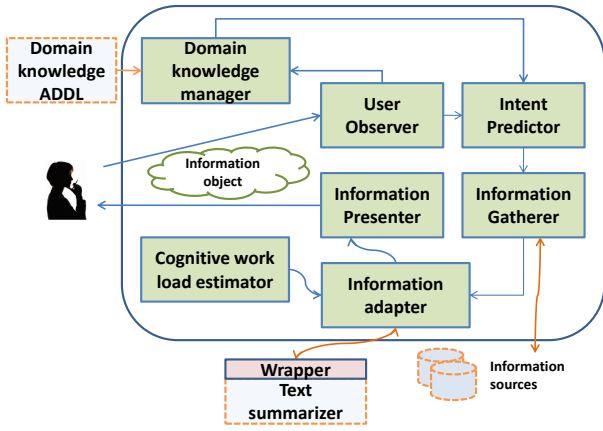 Domain
knowledge
ADDL
Domain
knowledge
manager
User
Observer
Intent
Predictor
Information
object
Information
Presenter
Information
Gatherer
Cognitive work
load estimator
Information
adapter
Wrapper
Text
summarizer
Information
sources